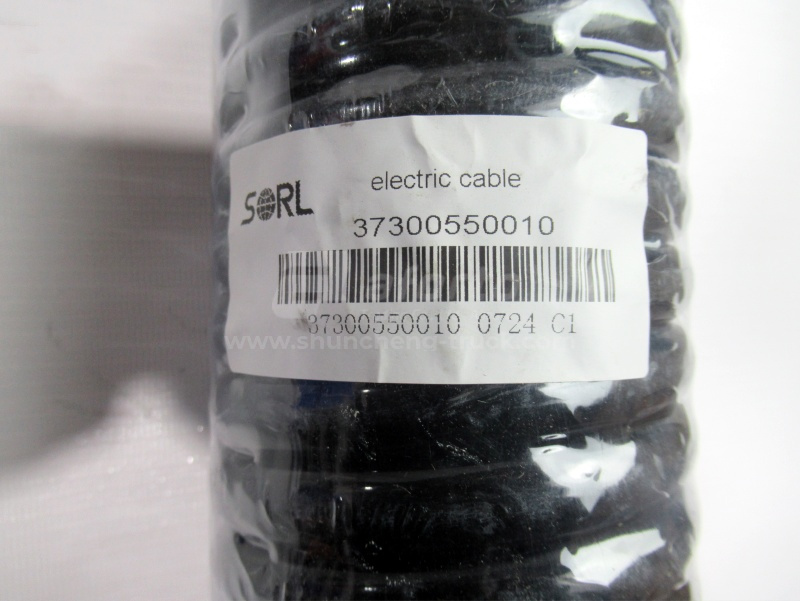 SORL
electric cable
37300550010
37300550010 0724 C1
www.shuncheng-truck.com